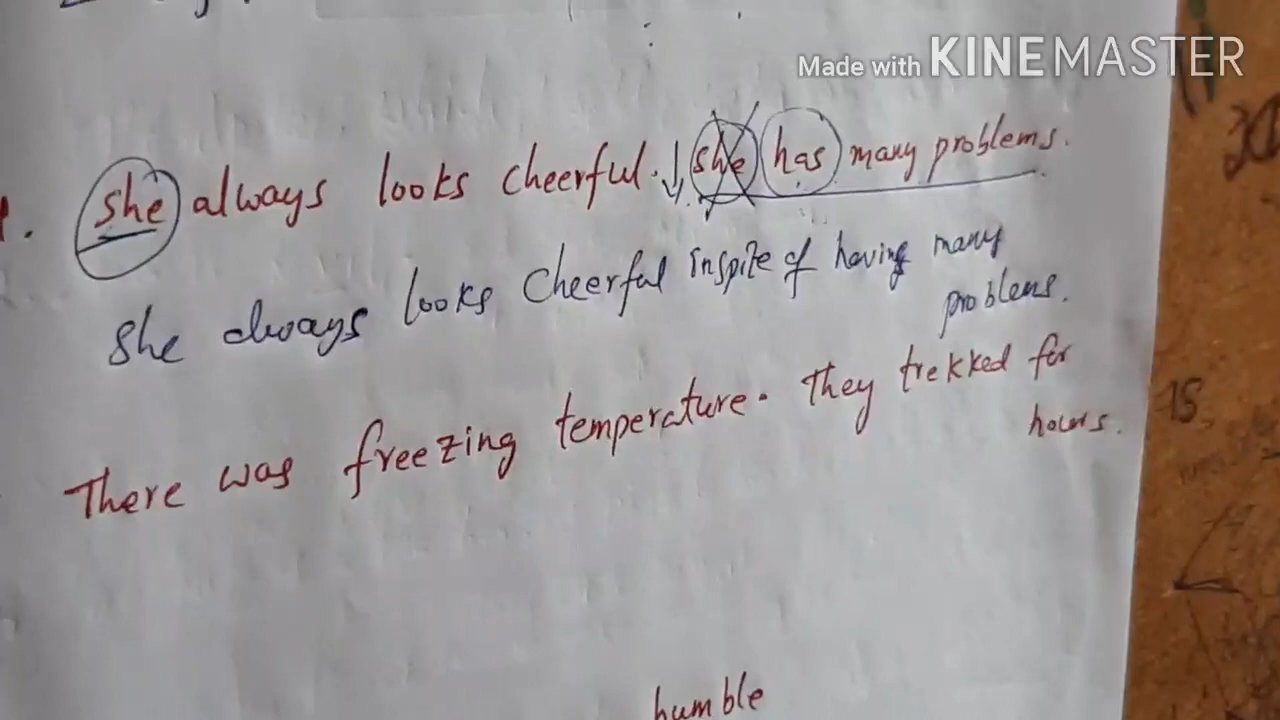 Made with KINEMASTER
1. she always looks cheerful. ↓ she has many problems.
She always looks Cheerful inspite of having many
problems.
There was freezing temperature. They trekked for
hours.
15
humble